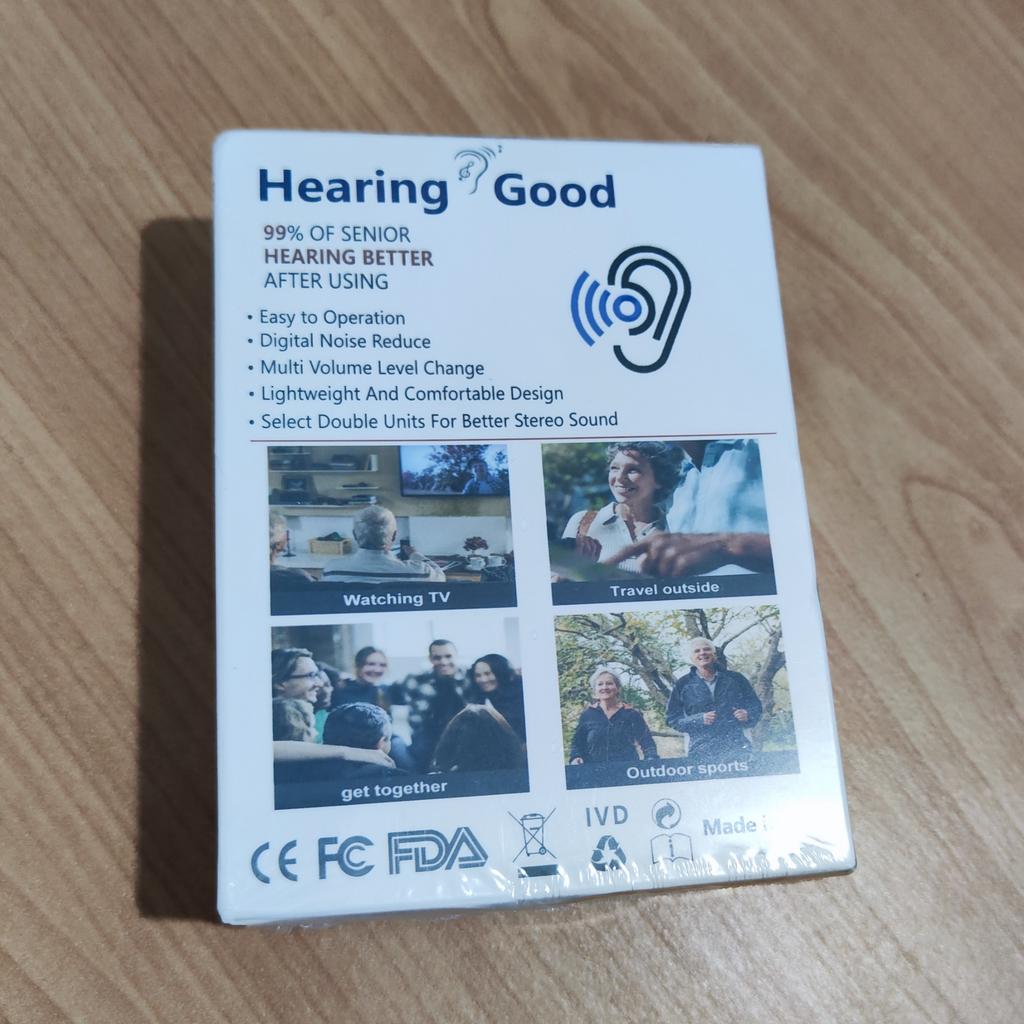 Hearing Good
99% OF SENIOR
HEARING BETTER
AFTER USING
• Easy to Operation
• Digital Noise Reduce
• Multi Volume Level Change
• Lightweight And Comfortable Design
• Select Double Units For Better Stereo Sound
Watching TV
Travel outside
get together
Outdoor sports
CE FC FDA
IVD
Made